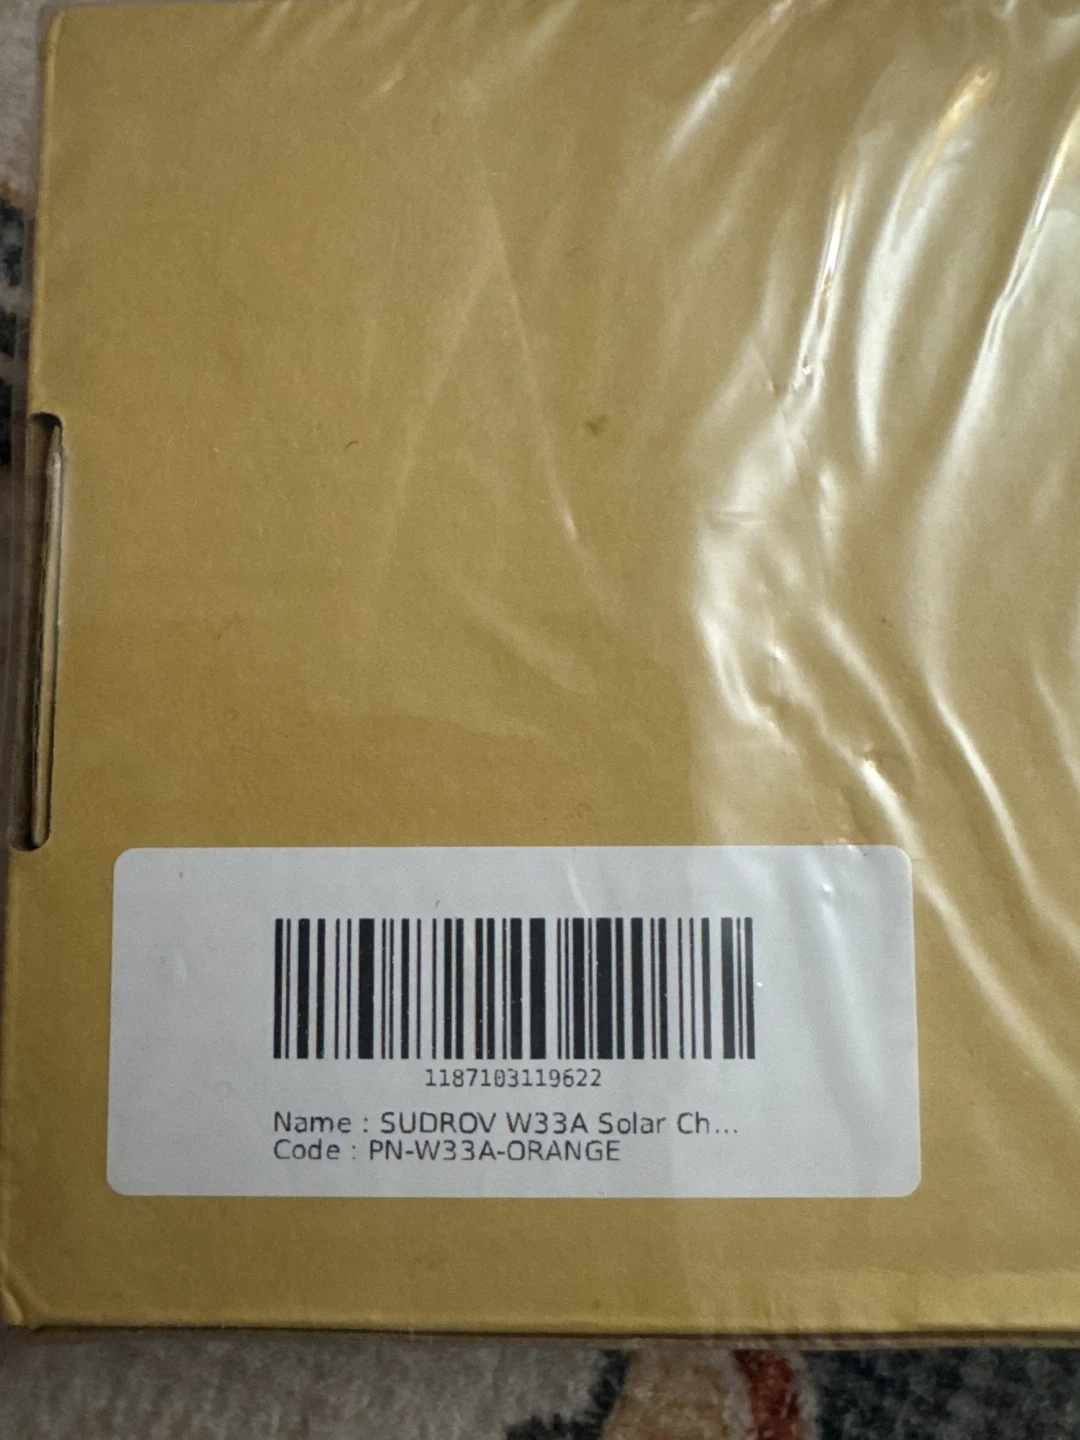 1187103119622
Name : SUDROV W33A Solar Ch...
Code : PN-W33A-ORANGE